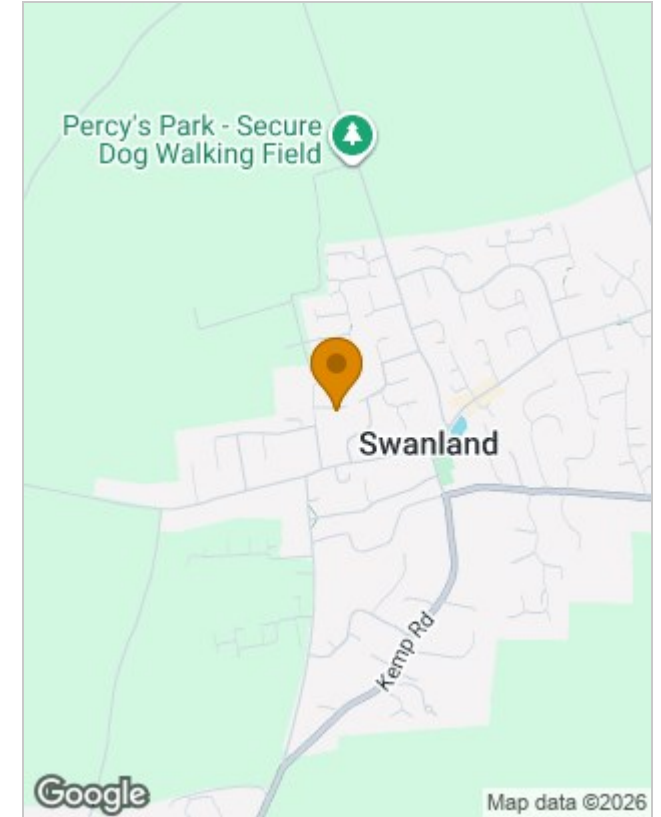 Percy's Park - Secure
Dog Walking Field
Swanland
Kemp Rd
Google
Map data ©2026